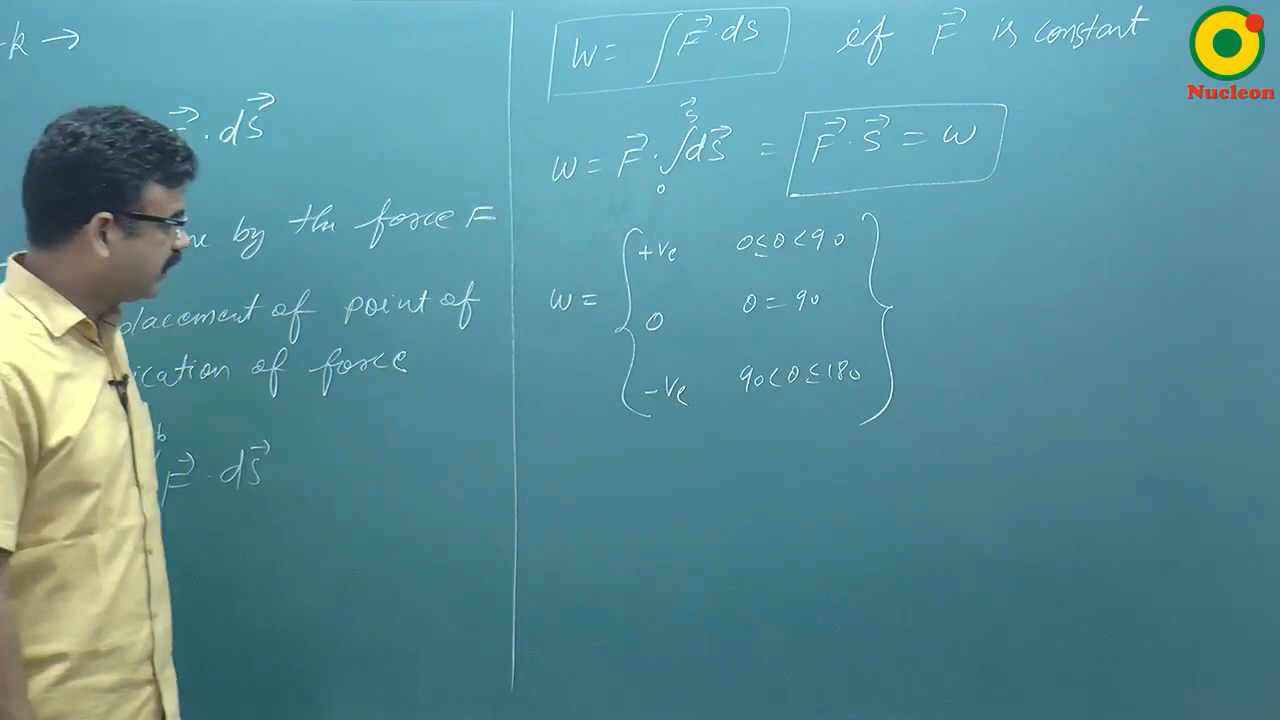 k →
. d𝑠⃗
by the force F
lacement of point of
ication of force
b
F⃗ . d𝑠⃗
W = ∫ F⃗ . ds if F⃗ is constant
W = F⃗ . ∫₀^s⃗ ds⃗ = F⃗ . S⃗ = W
W = { +ve 0 ≤ θ < 90
0 θ = 90
-ve 90 < θ ≤ 180 }
Nucleon